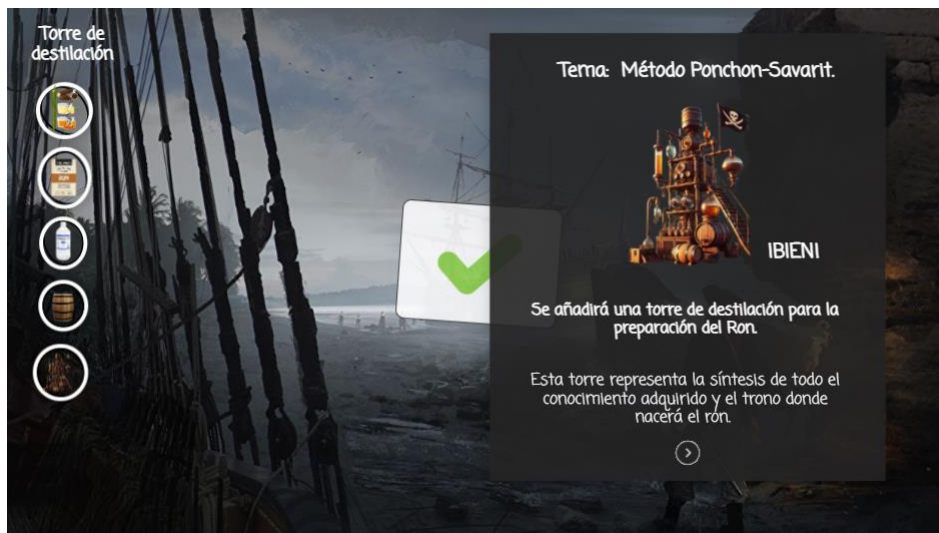 Torre de
destilación
Tema: Método Ponchon-Savarit.
IBIENI
Se añadirá una torre de destilación para la
preparación del Ron.
Esta torre representa la síntesis de todo el
conocimiento adquirido y el trono donde
nacerá el ron.
RUM